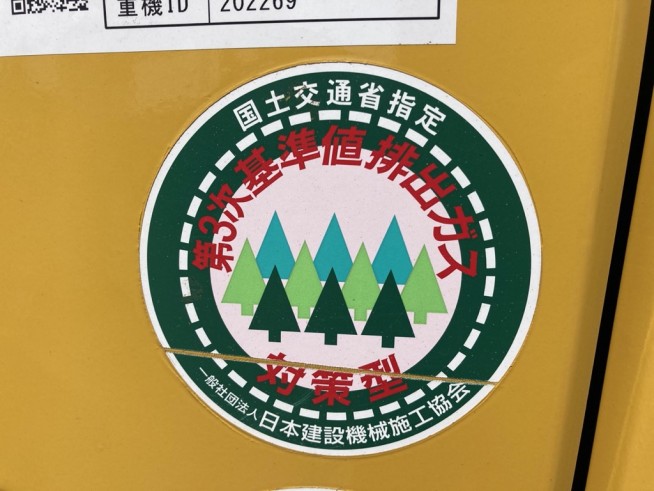 重機ID 202269
国土交通省指定
第3次基準値排出ガス
対策型
一般社団法人日本建設機械施工協会